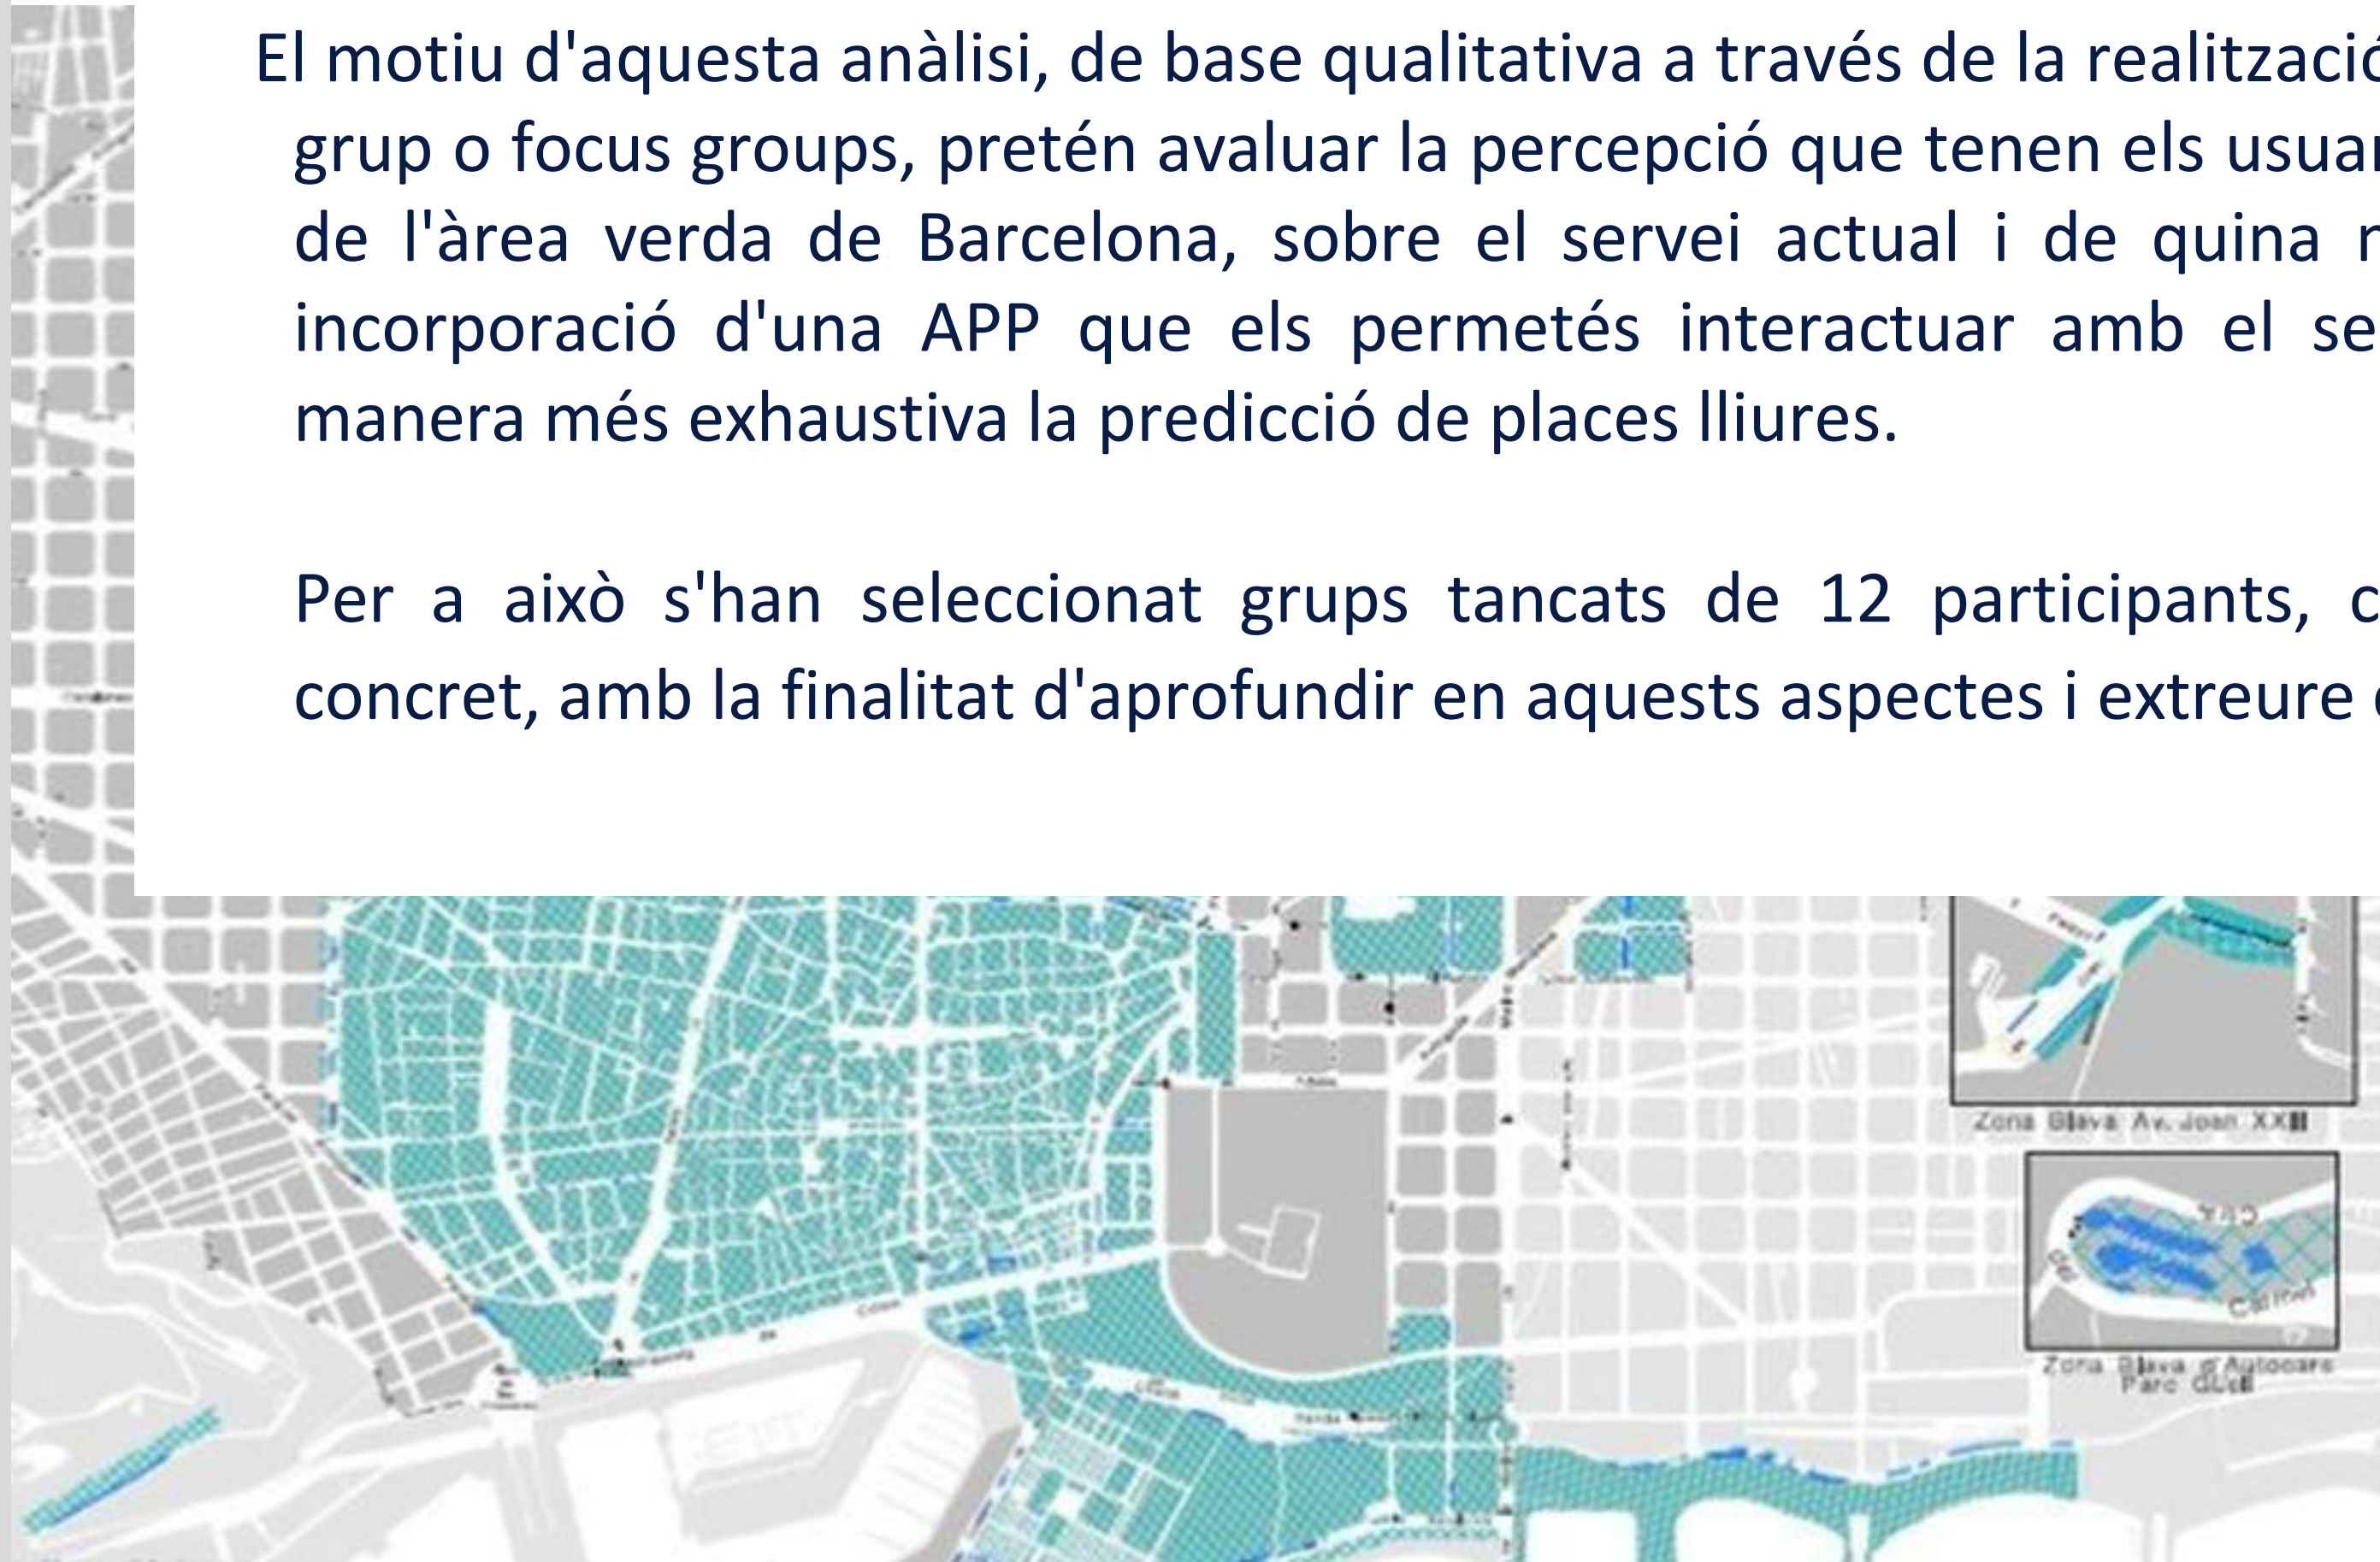 El motiu d'aquesta anàlisi, de base qualitativa a través de la realització
grup o focus groups, pretén avaluar la percepció que tenen els
de l'àrea verda de Barcelona, sobre el servei actual i de quina
incorporació d'una APP que els permetés interactuar amb el
manera més exhaustiva la predicció de places lliures.
Per a això s'han seleccionat grups tancats de 12 participants,
concret, amb la finalitat d'aprofundir en aquests aspectes i extreure
Zona Blava Av. Joan XXIII
Zona Blava d'Autocars
Parc Güell